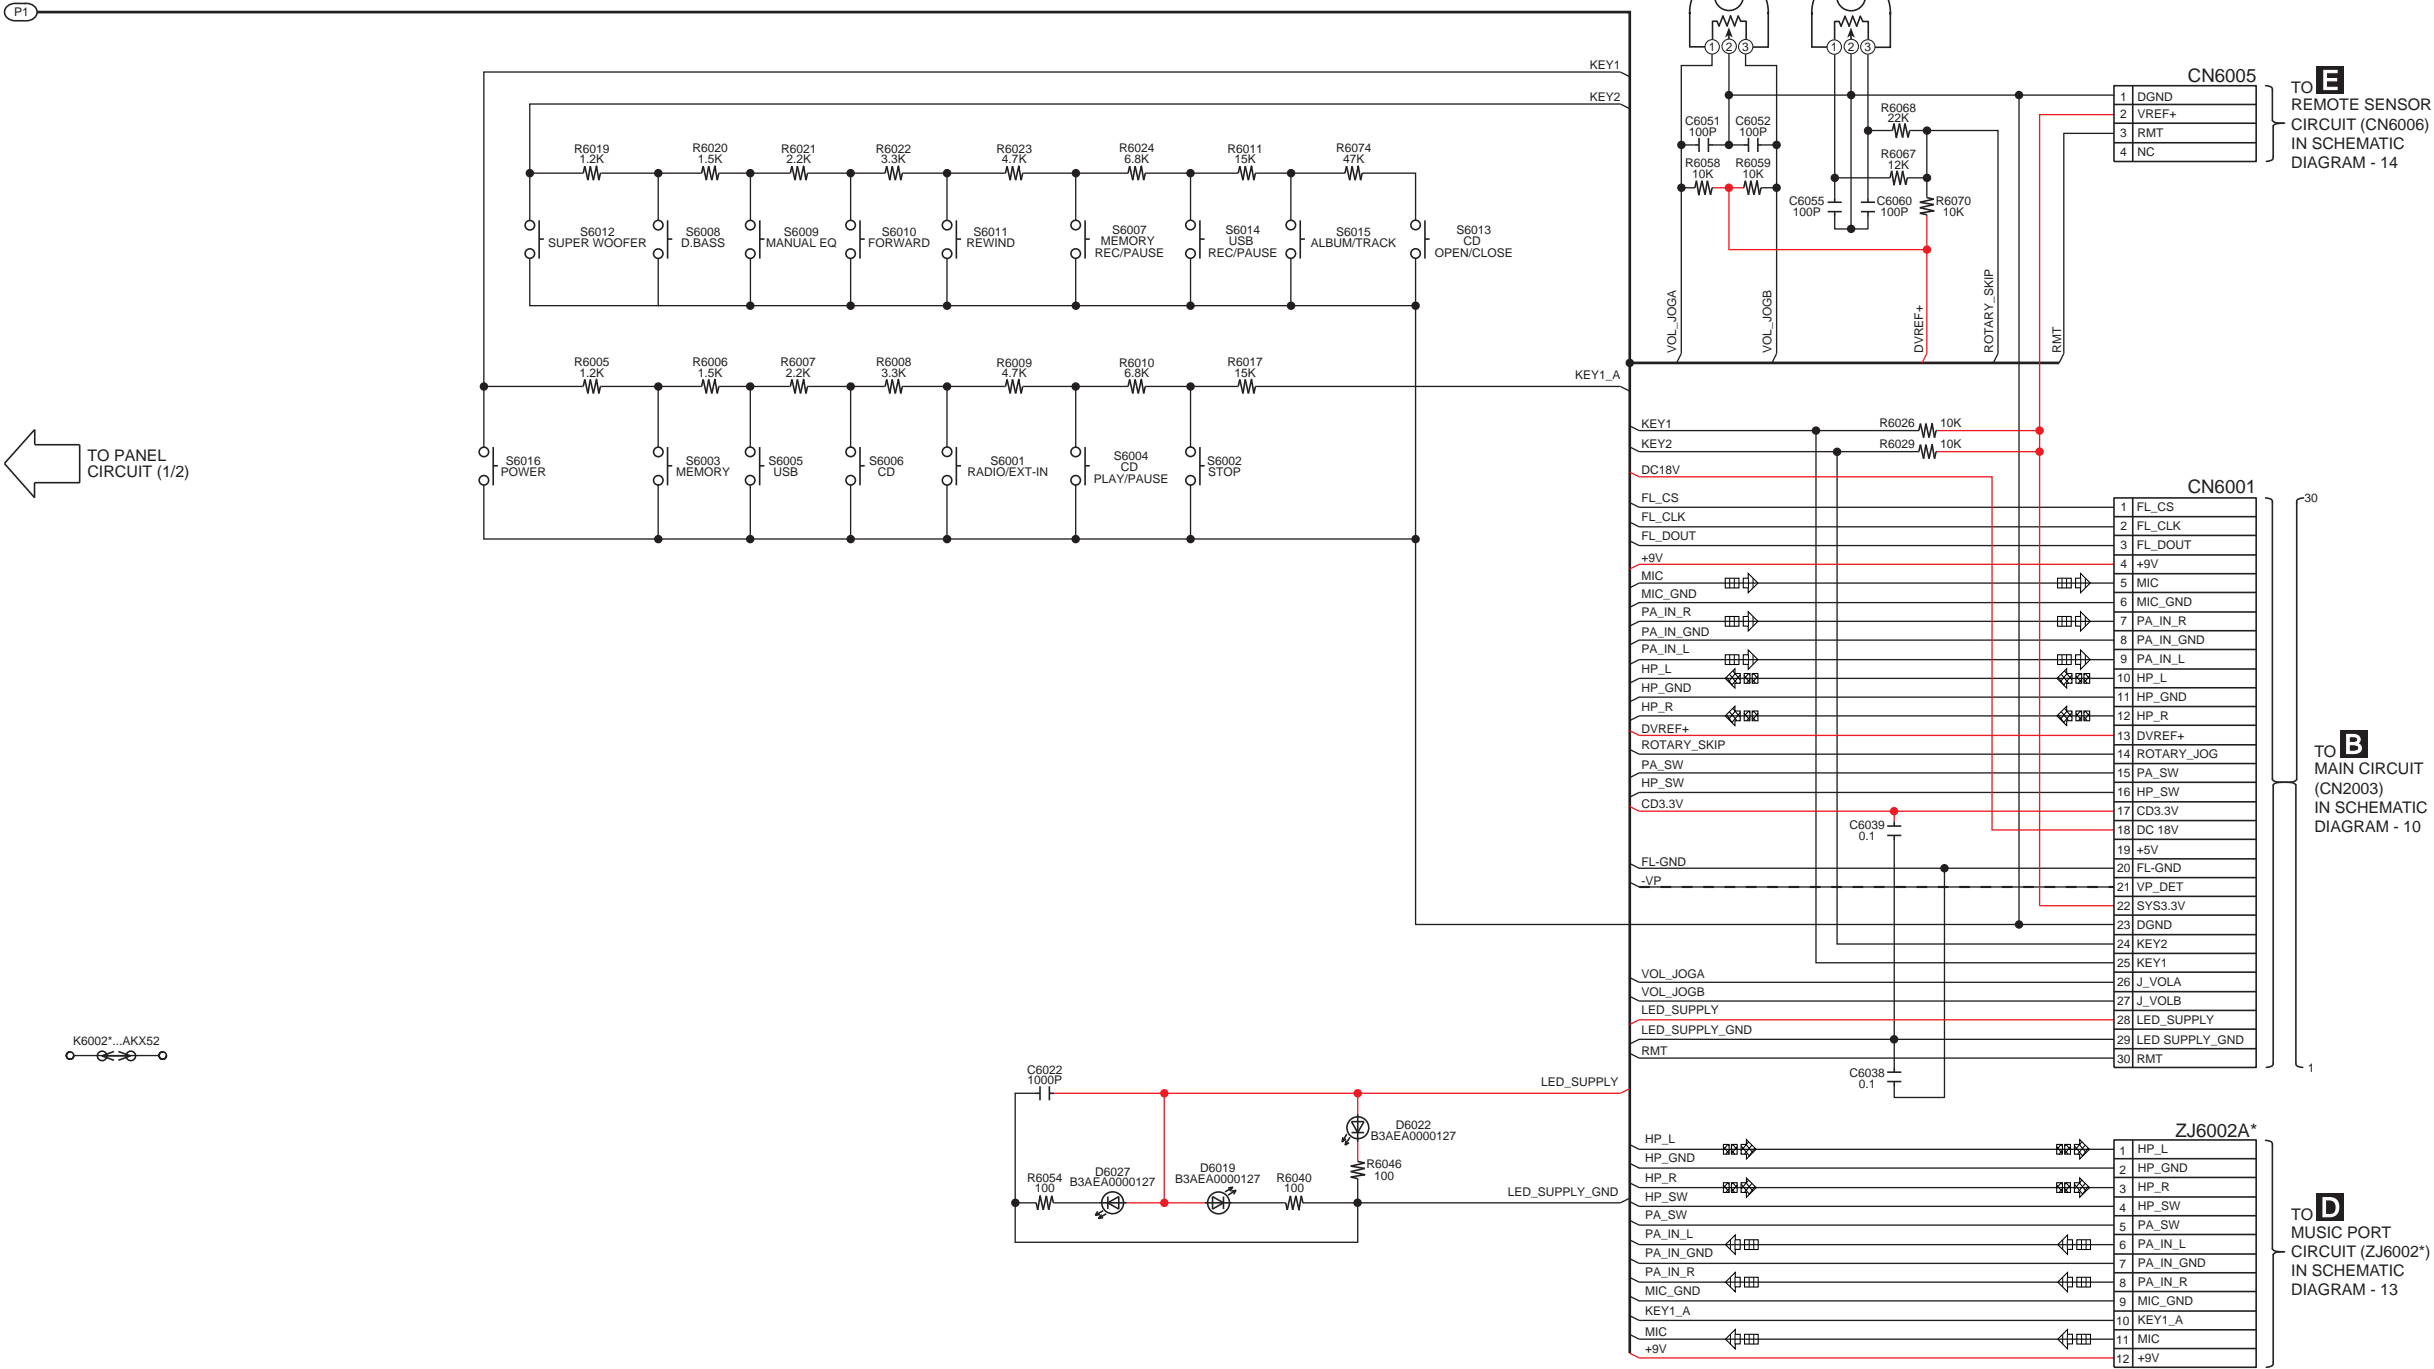 P1
1 2 3
1 2 3
KEY1
KEY2
CN6005
1 DGND
2 VREF+
3 RMT
4 NC
TO E
REMOTE SENSOR
CIRCUIT (CN6006)
IN SCHEMATIC
DIAGRAM - 14
C6051
100P
C6052
100P
R6058
10K
R6059
10K
R6068
22K
R6067
12K
C6055
100P
C6060
100P
R6070
10K
VOL_JOGA
VOL_JOGB
DVREF+
ROTARY_SKIP
RMT
R6019
1.2K
R6020
1.5K
R6021
2.2K
R6022
3.3K
R6023
4.7K
R6024
6.8K
R6011
15K
R6074
47K
S6012
SUPER WOOFER
S6008
D.BASS
S6009
MANUAL EQ
S6010
FORWARD
S6011
REWIND
S6007
MEMORY
REC/PAUSE
S6014
USB
REC/PAUSE
S6015
ALBUM/TRACK
S6013
CD
OPEN/CLOSE
R6005
1.2K
R6006
1.5K
R6007
2.2K
R6008
3.3K
R6009
4.7K
R6010
6.8K
R6017
15K
KEY1_A
TO PANEL
CIRCUIT (1/2)
S6016
POWER
S6003
MEMORY
S6005
USB
S6006
CD
S6001
RADIO/EXT-IN
S6004
CD
PLAY/PAUSE
S6002
STOP
KEY1
R6026 10K
KEY2
R6029 10K
DC18V
FL_CS
FL_CLK
FL_DOUT
+9V
MIC
MIC_GND
PA_IN_R
PA_IN_GND
PA_IN_L
HP_L
HP_GND
HP_R
DVREF+
ROTARY_SKIP
PA_SW
HP_SW
CD3.3V
C6039
0.1
FL-GND
-VP
VOL_JOGA
VOL_JOGB
LED_SUPPLY
LED_SUPPLY_GND
RMT
C6038
0.1
CN6001
1 FL_CS
2 FL_CLK
3 FL_DOUT
4 +9V
5 MIC
6 MIC_GND
7 PA_IN_R
8 PA_IN_GND
9 PA_IN_L
10 HP_L
11 HP_GND
12 HP_R
13 DVREF+
14 ROTARY_JOG
15 PA_SW
16 HP_SW
17 CD3.3V
18 DC 18V
19 +5V
20 FL-GND
21 VP_DET
22 SYS3.3V
23 DGND
24 KEY2
25 KEY1
26 J_VOLA
27 J_VOLB
28 LED_SUPPLY
29 LED SUPPLY_GND
30 RMT
30
1
TO B
MAIN CIRCUIT
(CN2003)
IN SCHEMATIC
DIAGRAM - 10
K6002*...AKX52
C6022
1000P
LED_SUPPLY
D6022
B3AEA0000127
R6046
100
R6054
100
D6027
B3AEA0000127
D6019
B3AEA0000127
R6040
100
LED_SUPPLY_GND
HP_L
HP_GND
HP_R
HP_SW
PA_SW
PA_IN_L
PA_IN_GND
PA_IN_R
MIC_GND
KEY1_A
MIC
+9V
ZJ6002A*
1 HP_L
2 HP_GND
3 HP_R
4 HP_SW
5 PA_SW
6 PA_IN_L
7 PA_IN_GND
8 PA_IN_R
9 MIC_GND
10 KEY1_A
11 MIC
12 +9V
TO D
MUSIC PORT
CIRCUIT (ZJ6002*)
IN SCHEMATIC
DIAGRAM - 13